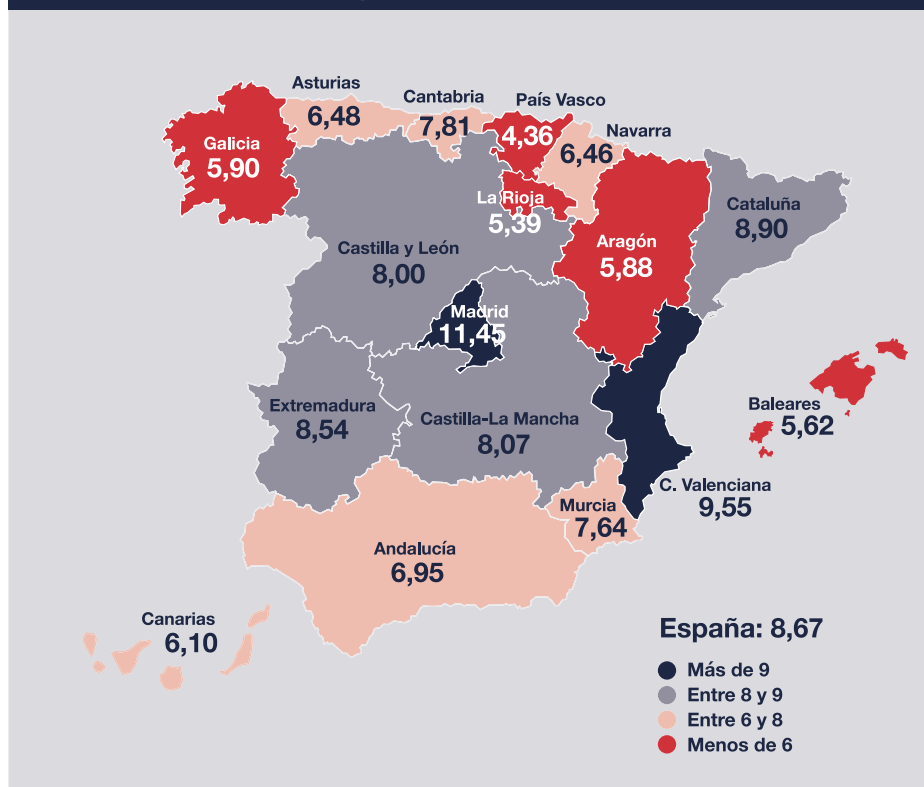 Asturias
6,48
Cantabria
7,81
País Vasco
4,36
Navarra
6,46
Galicia
5,90
La Rioja
5,39
Cataluña
8,90
Aragón
5,88
Castilla y León
8,00
Madrid
11,45
Extremadura
8,54
Castilla-La Mancha
8,07
Baleares
5,62
C. Valenciana
9,55
Murcia
7,64
Andalucía
6,95
Canarias
6,10
España: 8,67
Más de 9
Entre 8 y 9
Entre 6 y 8
Menos de 6